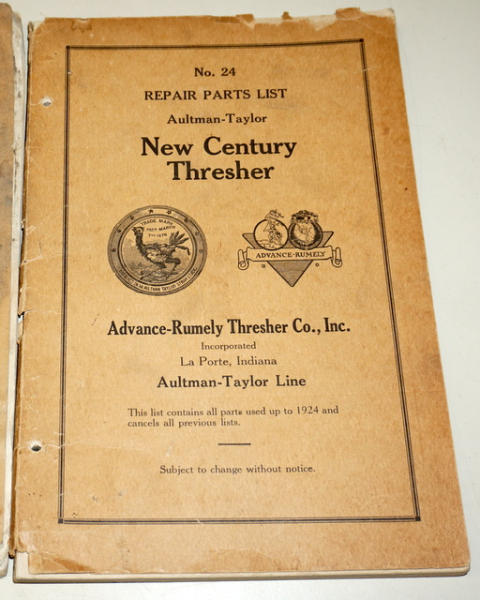 No. 24
REPAIR PARTS LIST
Aultman-Taylor
New Century
Thresher
TRADE MARK
ADVANCE-RUMELY
Advance-Rumely Thresher Co., Inc.
Incorporated
La Porte, Indiana
Aultman-Taylor Line
This list contains all parts used up to 1924 and
cancels all previous lists.
Subject to change without notice.